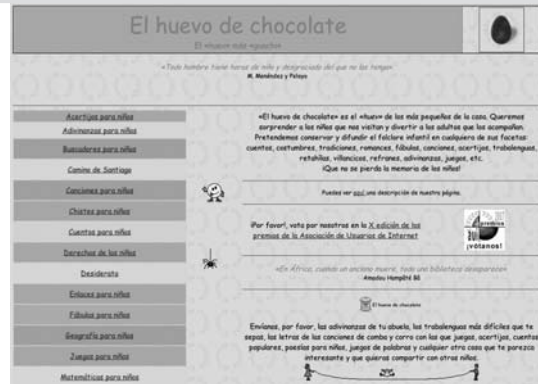 El huevo de chocolate
El «huevo» más «guacho»
«Todo hombre tiene horas de niño y desgraciado del que no las tenga».
M. Menéndez y Pelayo
Acertijos para niños
Adivinanzas para niños
Buscadores para niños
Camino de Santiago
Canciones para niños
Chistes para niños
Cuentos para niños
Derechos de los niños
Desiderata
Enlaces para niños
Fábulas para niños
Geografía para niños
Juegos para niños
Matemáticas para niños
«El huevo de chocolate» es el «huevo» de los más pequeños de la casa. Queremos
sorprender a los niños que nos visitan y divertir a los adultos que los acompañan.
Pretendemos conservar y difundir el folclore infantil en cualquiera de sus facetas:
cuentos, costumbres, tradiciones, romances, fábulas, canciones, acertijos, trabalenguas,
retahílas, villancicos, refranes, adivinanzas, juegos, etc.
¡Que no se pierda la memoria de los niños!
Puedes ver aquí una descripción de nuestra página.
¡Por favor!, vota por nosotros en la X edición de los
premios de la Asociación de Usuarios de Internet
premios
¡vótanos!
«En África, cuando un anciano muere, toda una biblioteca desaparece»
Amadou Hampâté Bâ
El huevo de chocolate
Envíanos, por favor, las adivinanzas de tu abuela, los trabalenguas más difíciles que te
sepas, las letras de las canciones de comba y corro con las que juegas, acertijos, cuentos
populares, poesías para niños, juegos de palabras y cualquier otra cosa que te parezca
interesante y que quieras compartir con otros niños.